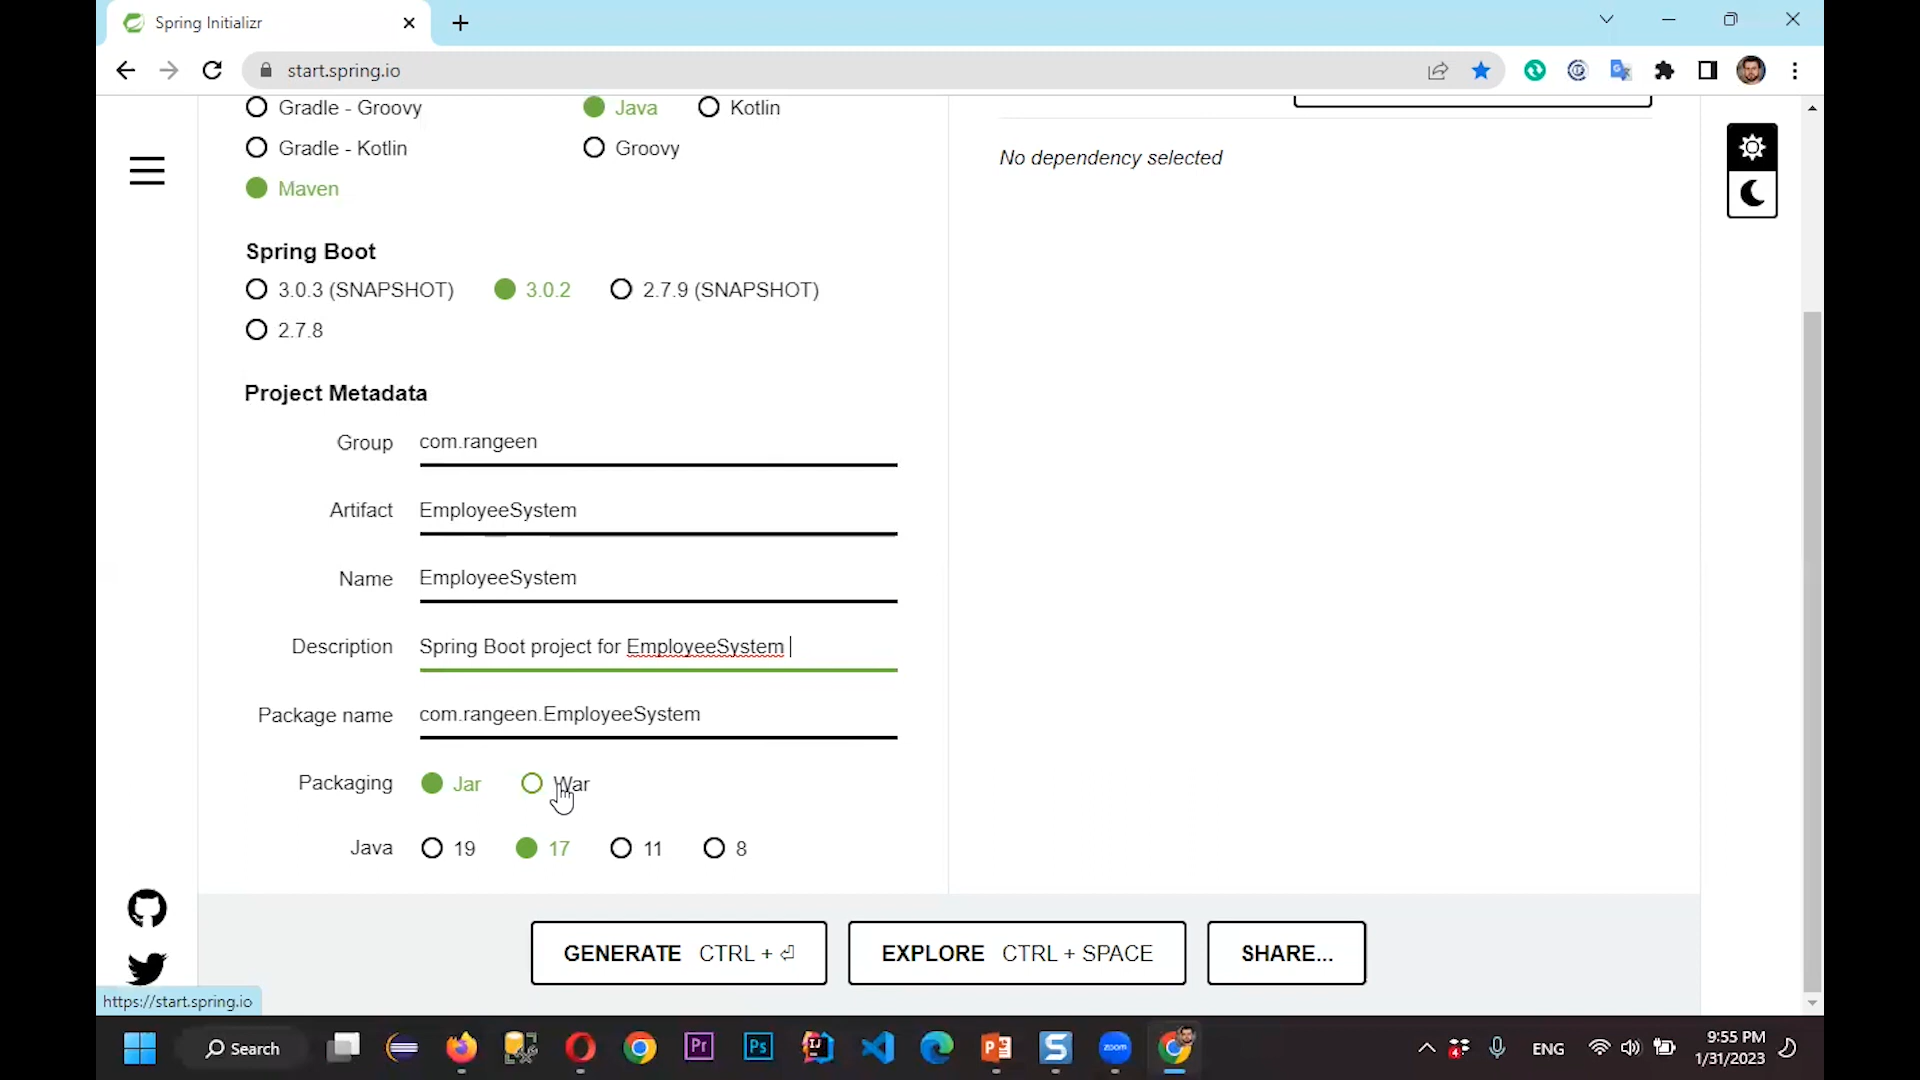 Spring Initializr
start.spring.io
Gradle - Groovy
Java
Kotlin
Gradle - Kotlin
Groovy
Maven
No dependency selected
Spring Boot
3.0.3 (SNAPSHOT)
3.0.2
2.7.9 (SNAPSHOT)
2.7.8
Project Metadata
Group com.rangeen
Artifact EmployeeSystem
Name EmployeeSystem
Description Spring Boot project for EmployeeSystem
Package name com.rangeen.EmployeeSystem
Packaging Jar War
Java 19 17 11 8
GENERATE CTRL + ⏎
EXPLORE CTRL + SPACE
SHARE...
https://start.spring.io
Search
Pr
Ps
zoom
4
ENG
9:55 PM
1/31/2023